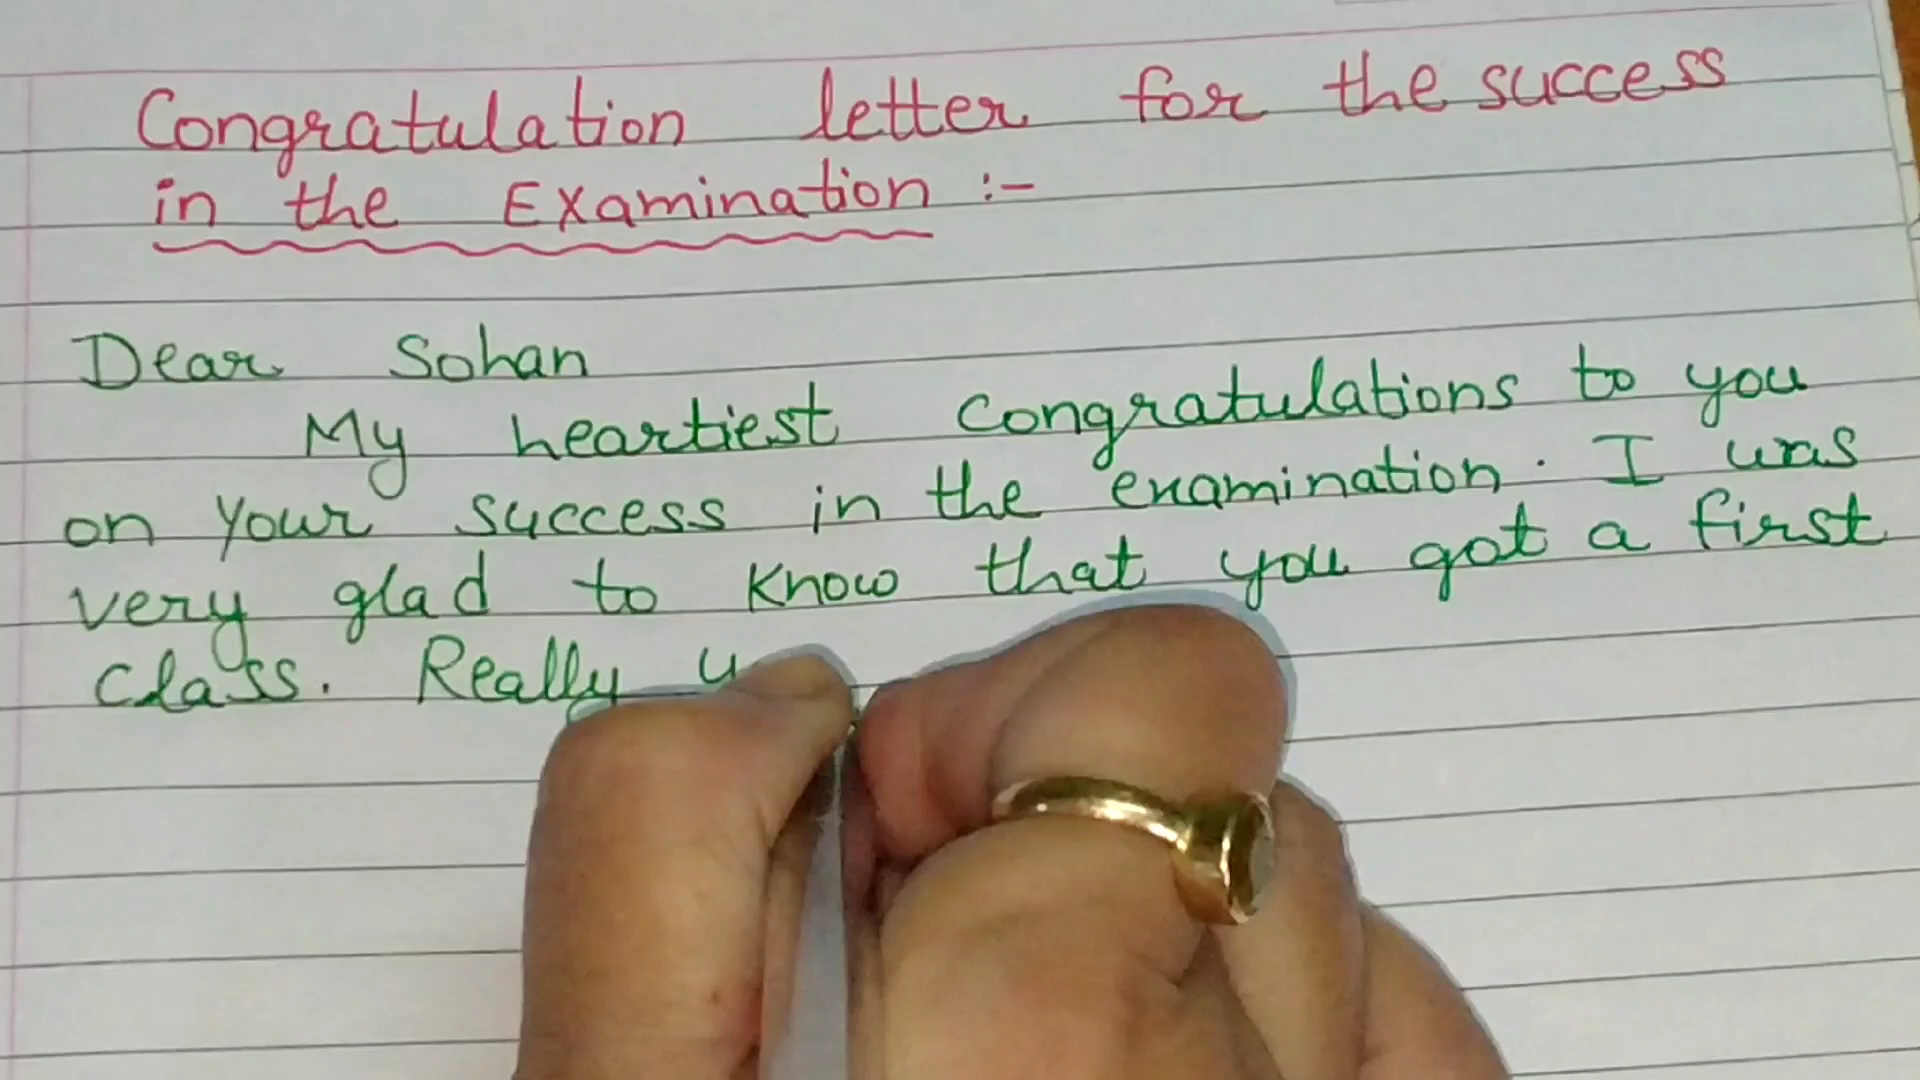 Congratulation letter for the success
in the Examination :-
Dear Sohan
My heartiest congratulations to you
on your success in the examination. I was
very glad to know that you got a first
class. Really